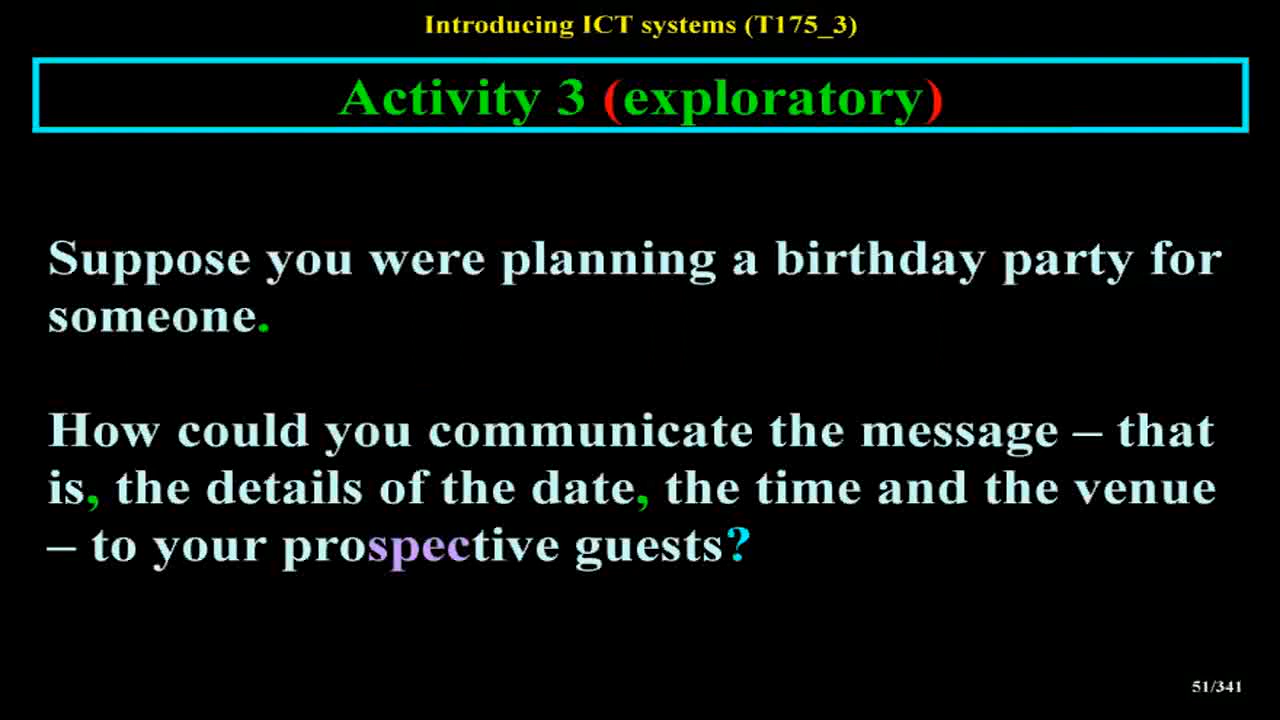 Introducing ICT systems (T175_3)
Activity 3 (exploratory)
Suppose you were planning a birthday party for
someone.
How could you communicate the message – that
is, the details of the date, the time and the venue
– to your prospective guests?
51/341